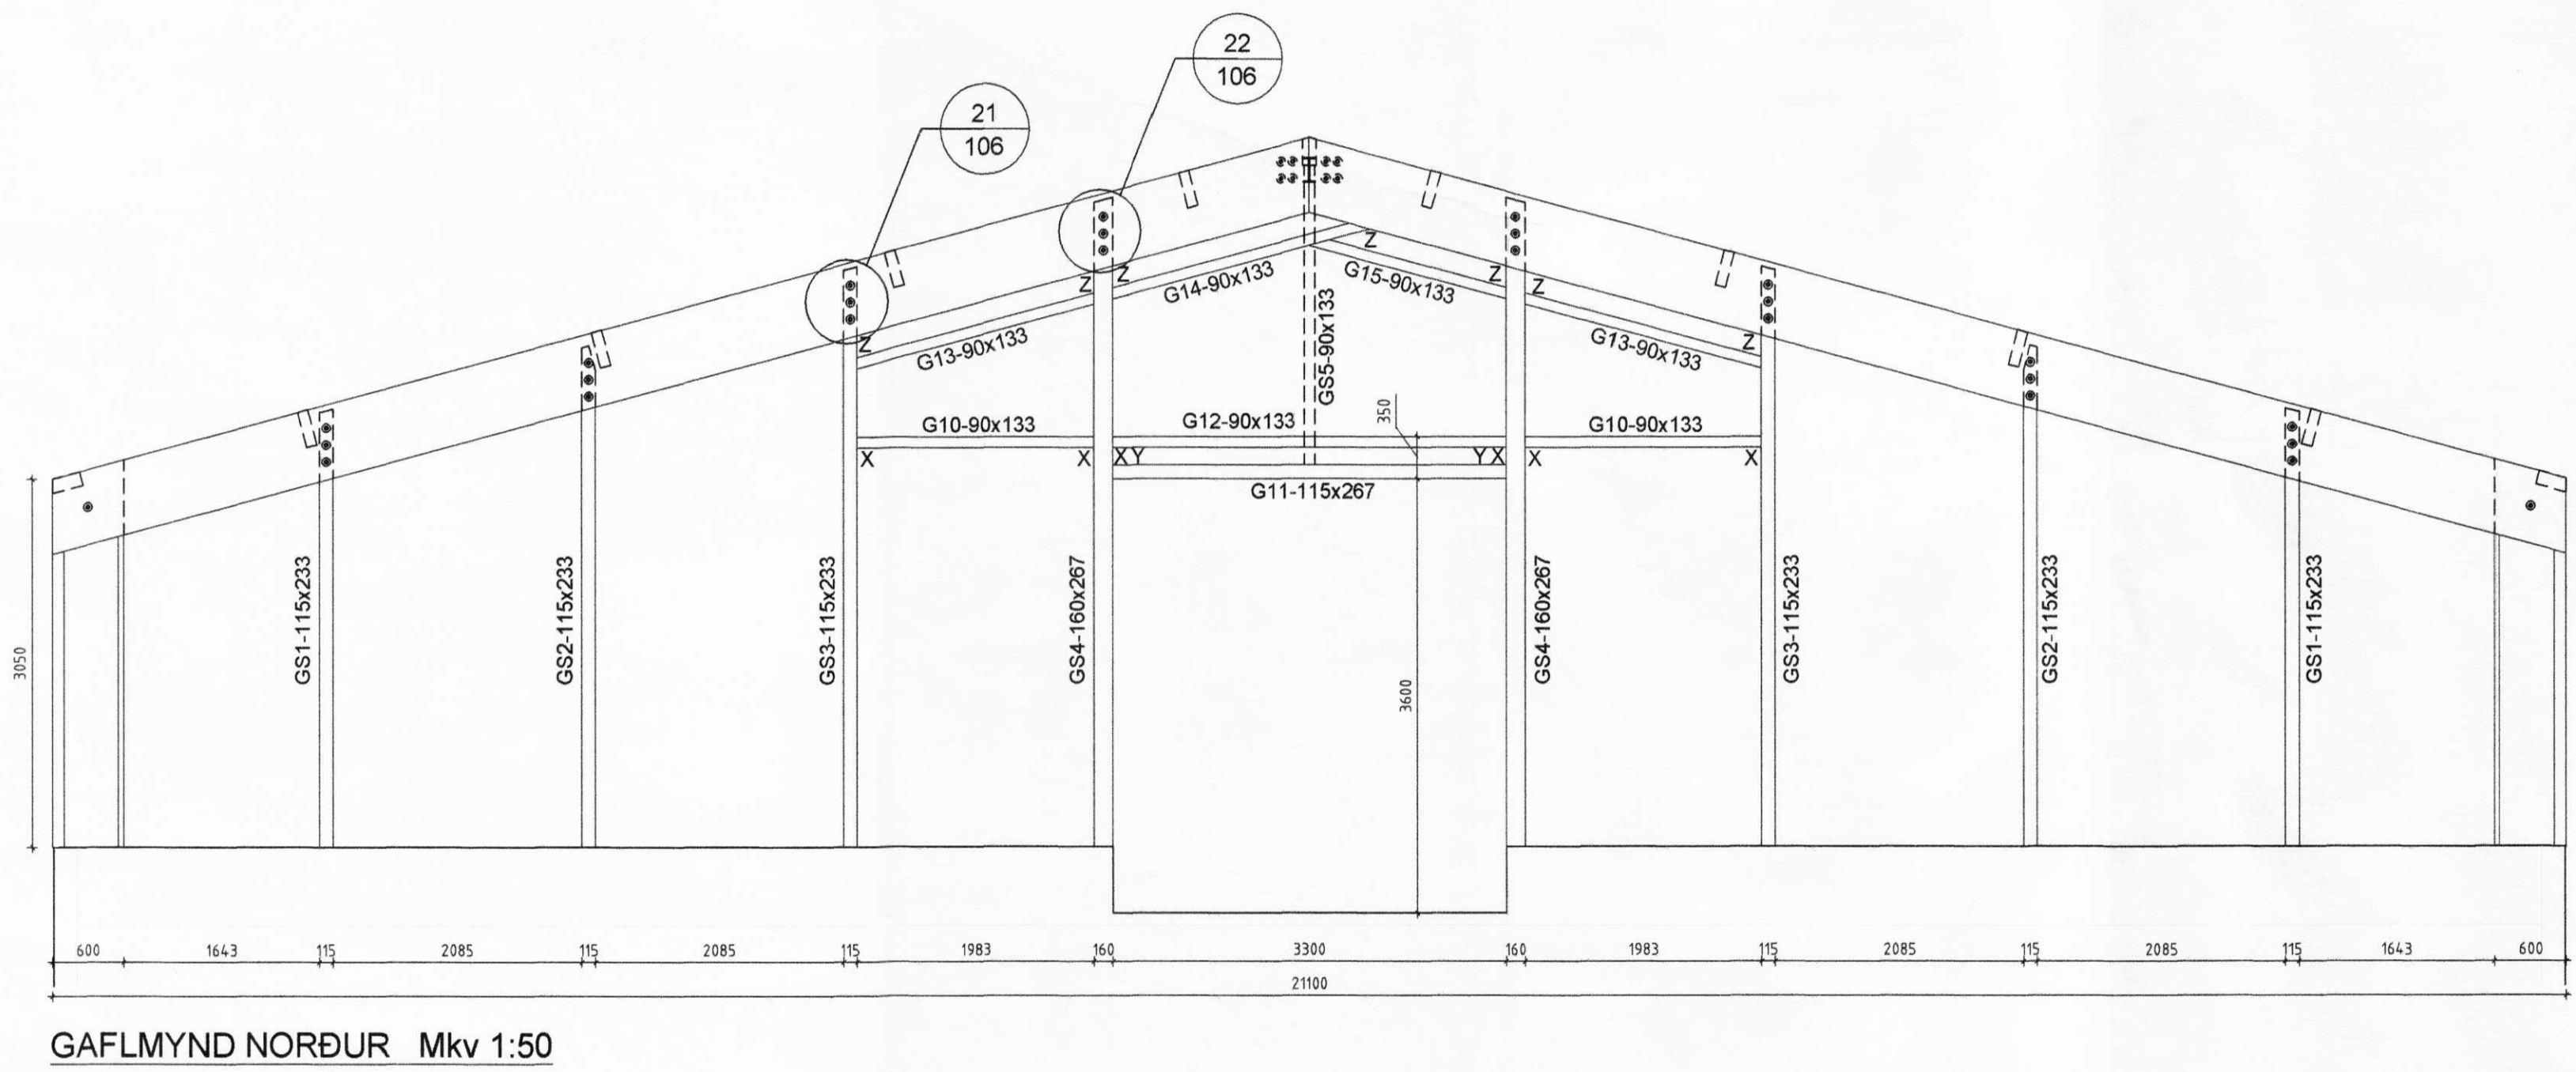 22
106
21
106
Z
Z
Z
G14-90x133
G15-90x133
Z
Z
G13-90x133
Z
GS5-90x133
G13-90x133
Z
350
G10-90x133
G12-90x133
G10-90x133
X
X
X Y
Y X
X
X
G11-115x267
3050
GS1-115x233
GS2-115x233
GS3-115x233
GS4-160x267
3600
GS4-160x267
GS3-115x233
GS2-115x233
GS1-115x233
600 1643 115 2085 115 2085 115 1983 160 3300 160 1983 115 2085 115 2085 115 1643 600
21100
GAFLMYND NORÐUR Mkv 1:50